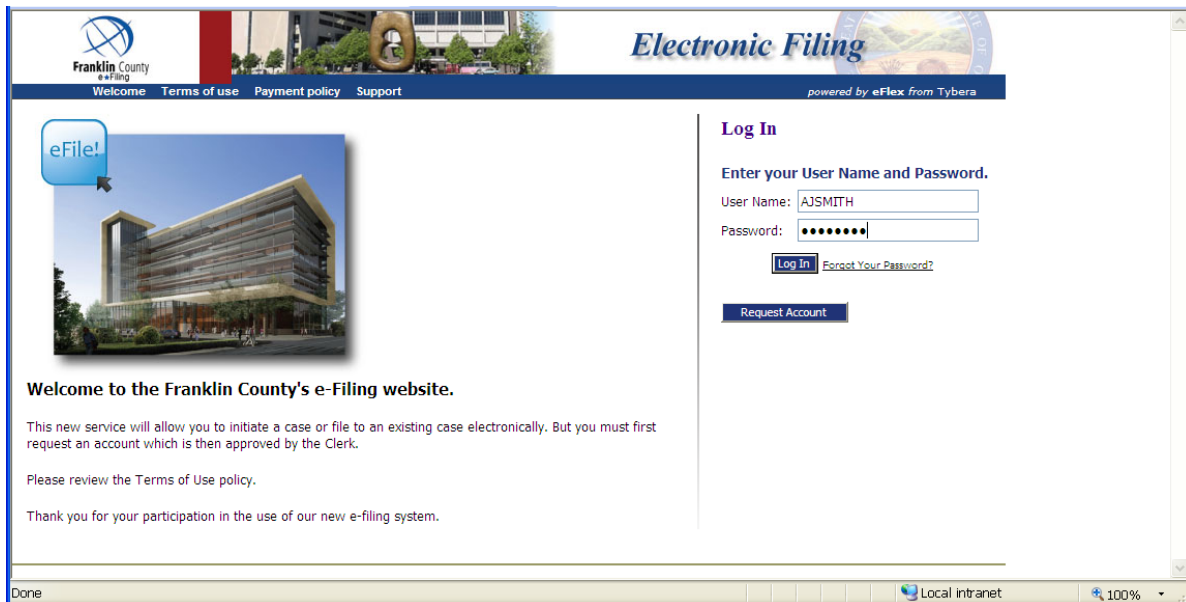 Franklin County
e★Filing
Electronic Filing
Welcome Terms of use Payment policy Support
powered by eFlex from Tybera
eFile!
Log In
Enter your User Name and Password.
User Name: AJSMITH
Password: ••••••••
Log In Forgot Your Password?
Request Account
Welcome to the Franklin County's e-Filing website.
This new service will allow you to initiate a case or file to an existing case electronically. But you must first
request an account which is then approved by the Clerk.
Please review the Terms of Use policy.
Thank you for your participation in the use of our new e-filing system.
Done
Local intranet
100%